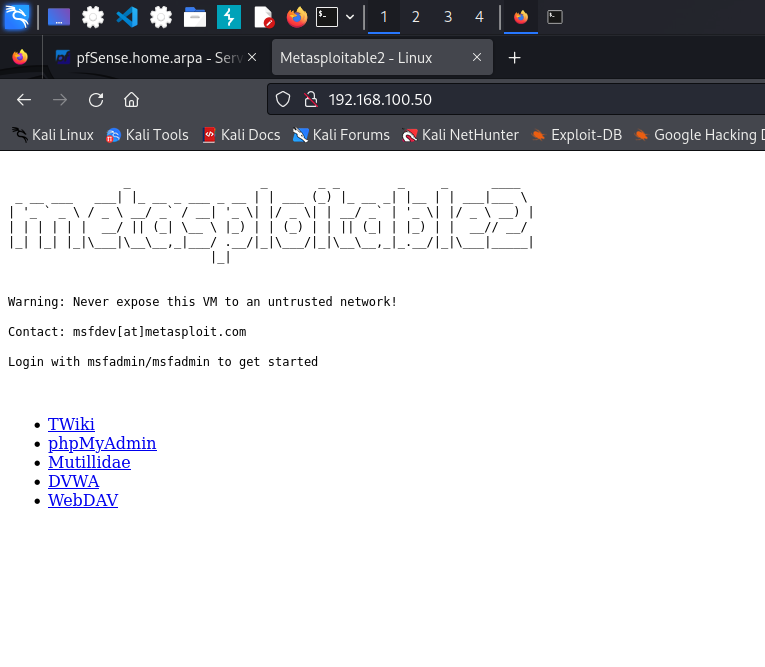 1 2 3 4
pfSense.home.arpa - Serv
Metasploitable2 - Linux
192.168.100.50
Kali Linux Kali Tools Kali Docs Kali Forums Kali NetHunter Exploit-DB Google Hacking D
metasploitable2
Warning: Never expose this VM to an untrusted network!
Contact: msfdev[at]metasploit.com
Login with msfadmin/msfadmin to get started
TWiki
phpMyAdmin
Mutillidae
DVWA
WebDAV